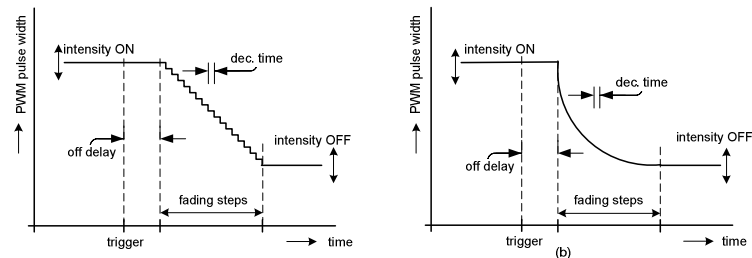 PWM pulse width
intensity ON
dec. time
off delay
intensity OFF
fading steps
trigger
time
PWM pulse width
intensity ON
dec. time
off delay
intensity OFF
fading steps
trigger
time
(b)